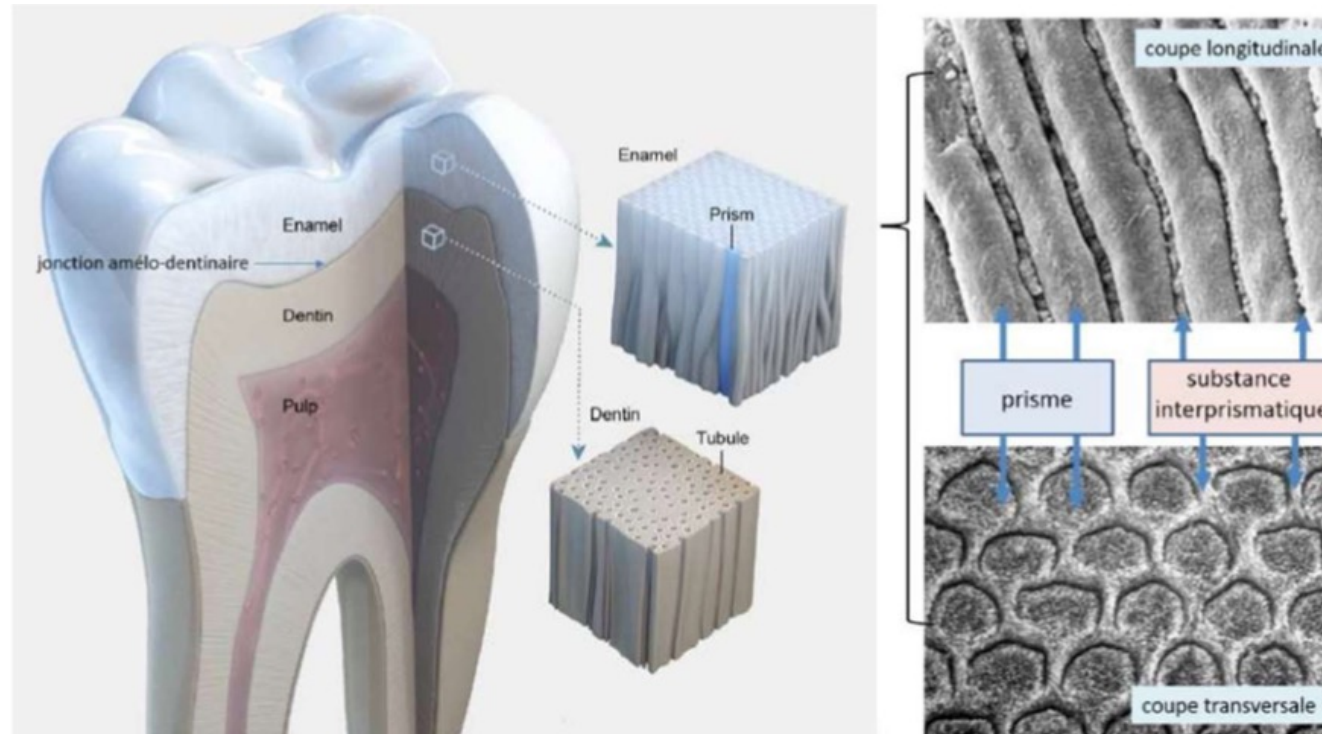 Enamel
jonction amélo-dentinaire
Dentin
Pulp
Enamel
Prism
Dentin
Tubule
coupe longitudinale
prisme
substance
interprismatique
coupe transversale